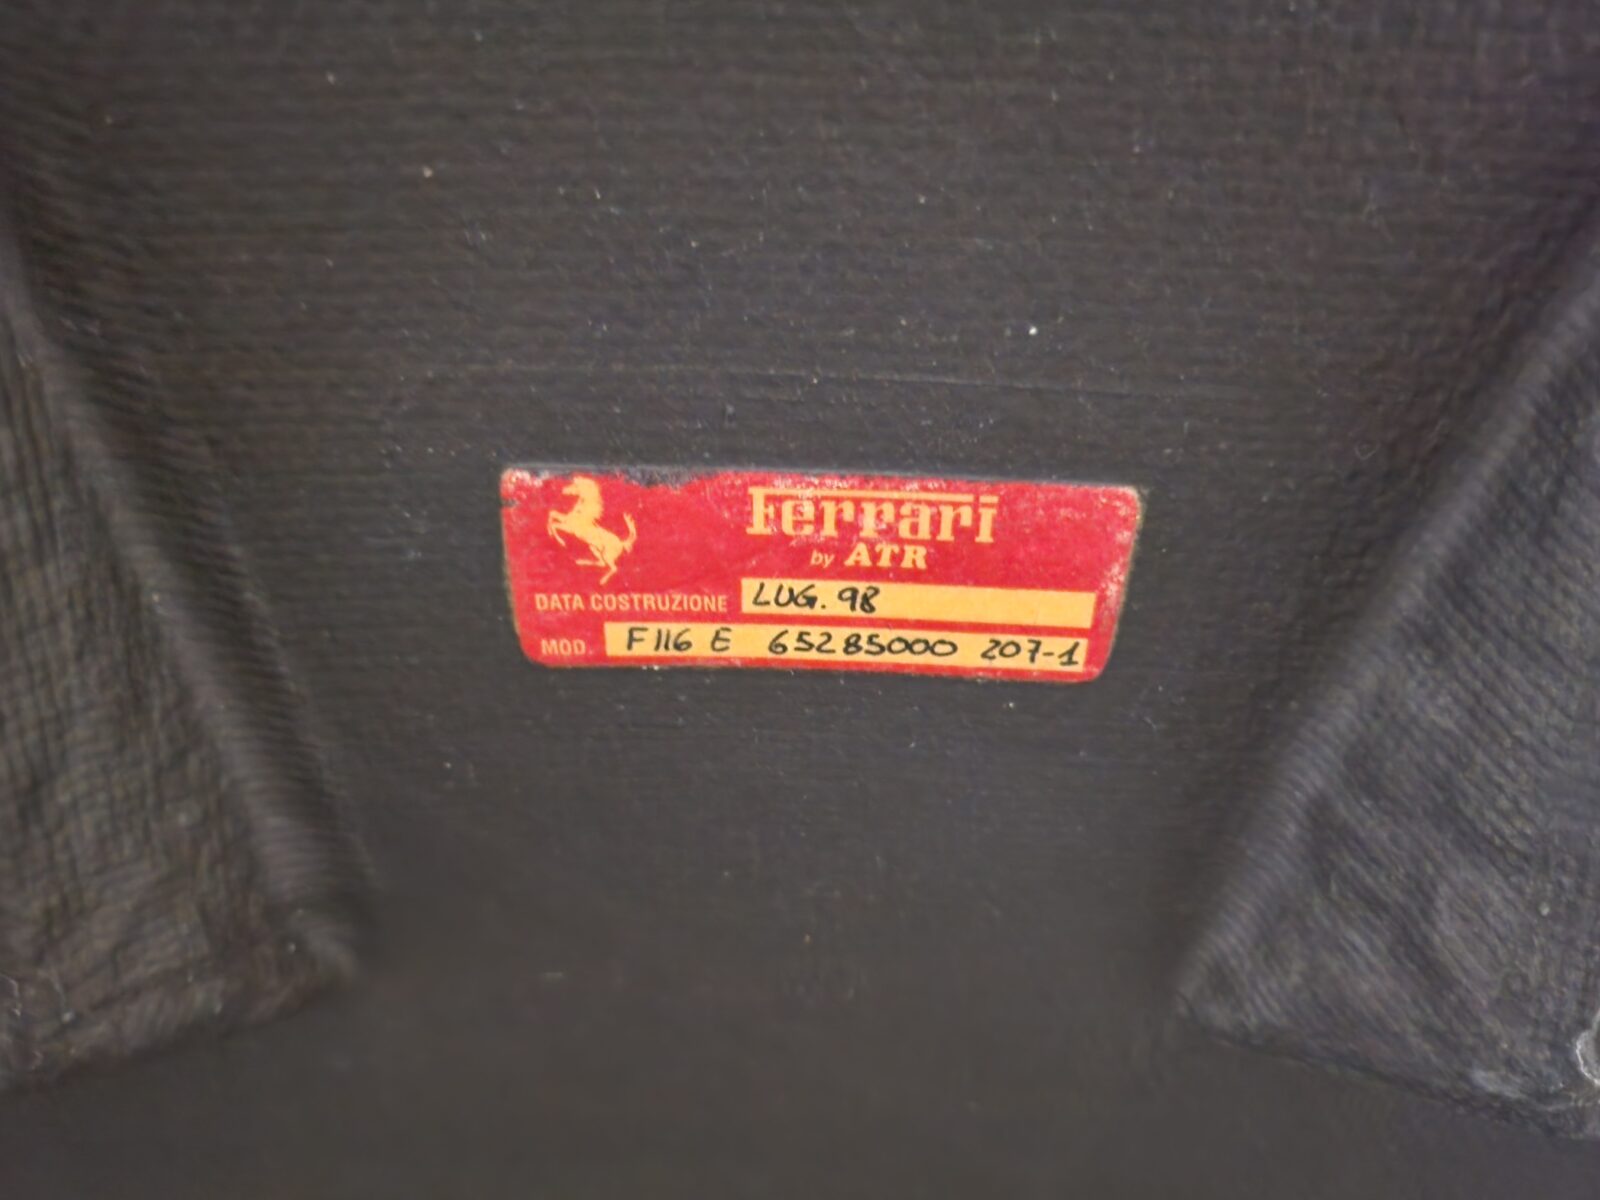 Ferrari
by ATR
DATA COSTRUZIONE LUG. 98
MOD. F116 E 65285000 207-1